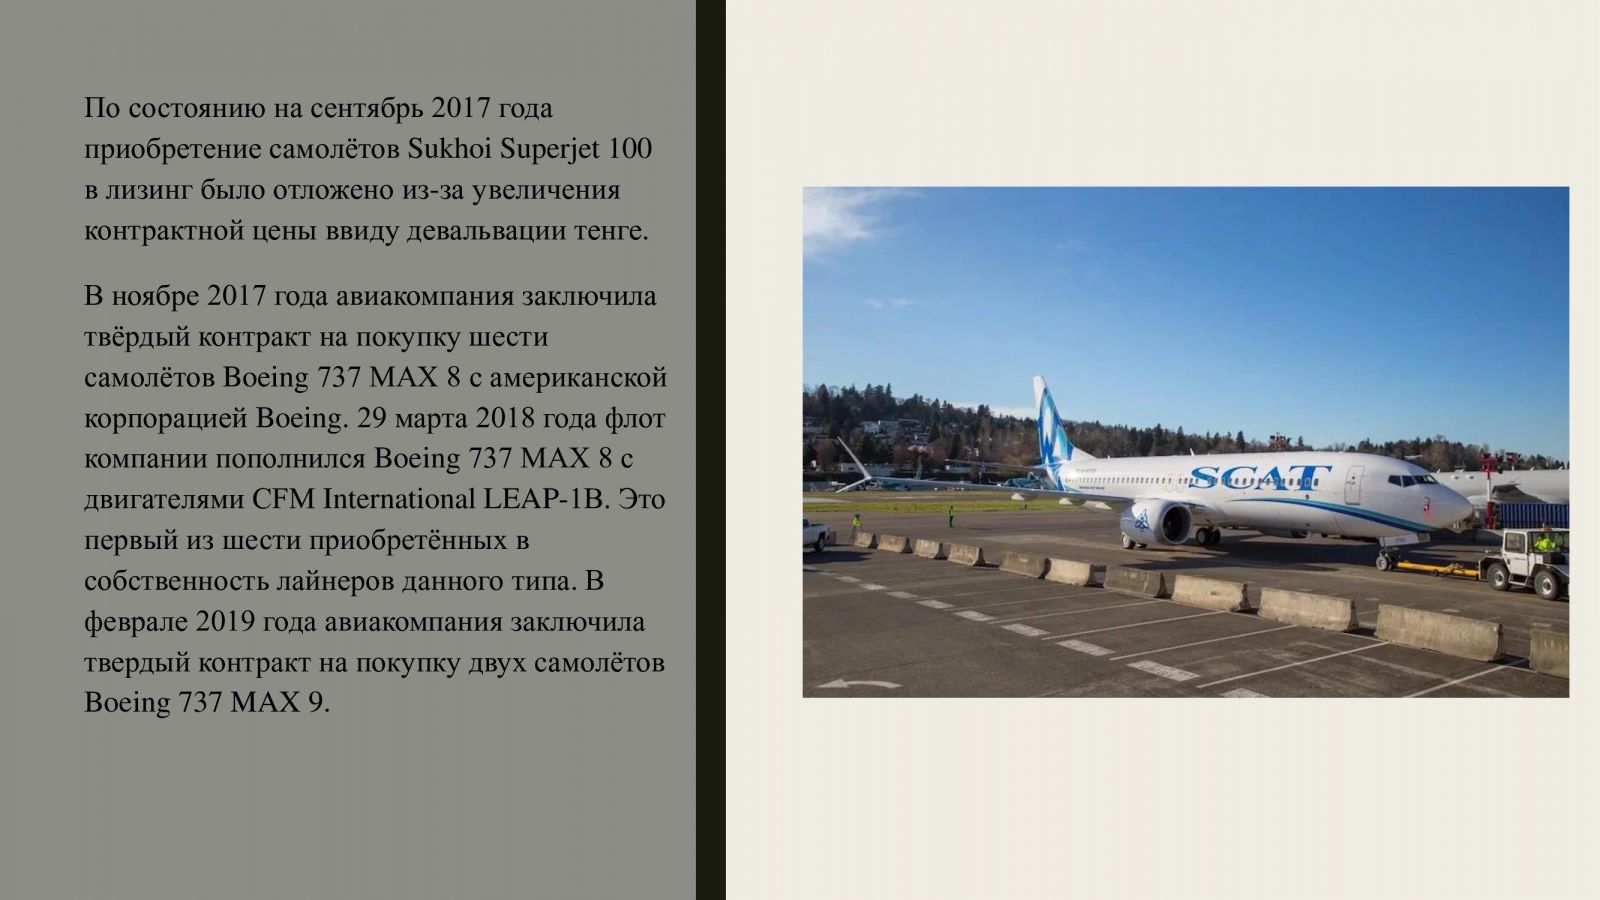 По состоянию на сентябрь 2017 года
приобретение самолётов Sukhoi Superjet 100
в лизинг было отложено из-за увеличения
контрактной цены ввиду девальвации тенге.
В ноябре 2017 года авиакомпания заключила
твёрдый контракт на покупку шести
самолётов Boeing 737 MAX 8 с американской
корпорацией Boeing. 29 марта 2018 года флот
компании пополнился Boeing 737 MAX 8 с
двигателями CFM International LEAP-1B. Это
первый из шести приобретённых в
собственность лайнеров данного типа. В
феврале 2019 года авиакомпания заключила
твердый контракт на покупку двух самолётов
Boeing 737 MAX 9.
SCAT